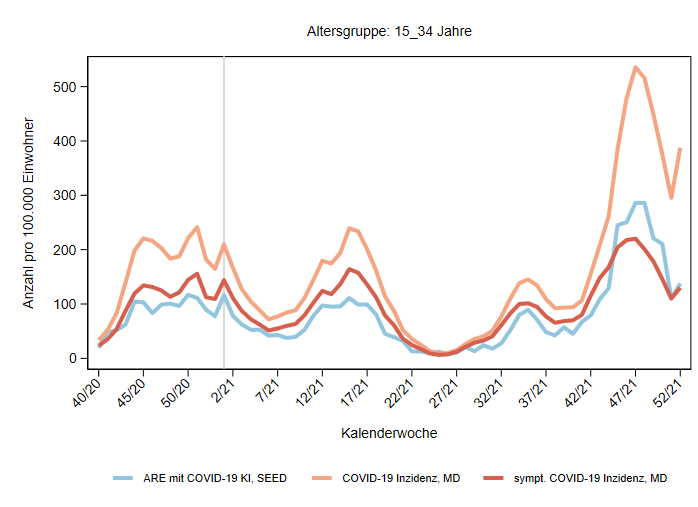 Altersgruppe: 15_34 Jahre
Anzahl pro 100.000 Einwohner
500
400
300
200
100
0
40/20 45/20 50/20 2/21 7/21 12/21 17/21 22/21 27/21 32/21 37/21 42/21 47/21 52/21
Kalenderwoche
ARE mit COVID-19 KI, SEED COVID-19 Inzidenz, MD sympt. COVID-19 Inzidenz, MD